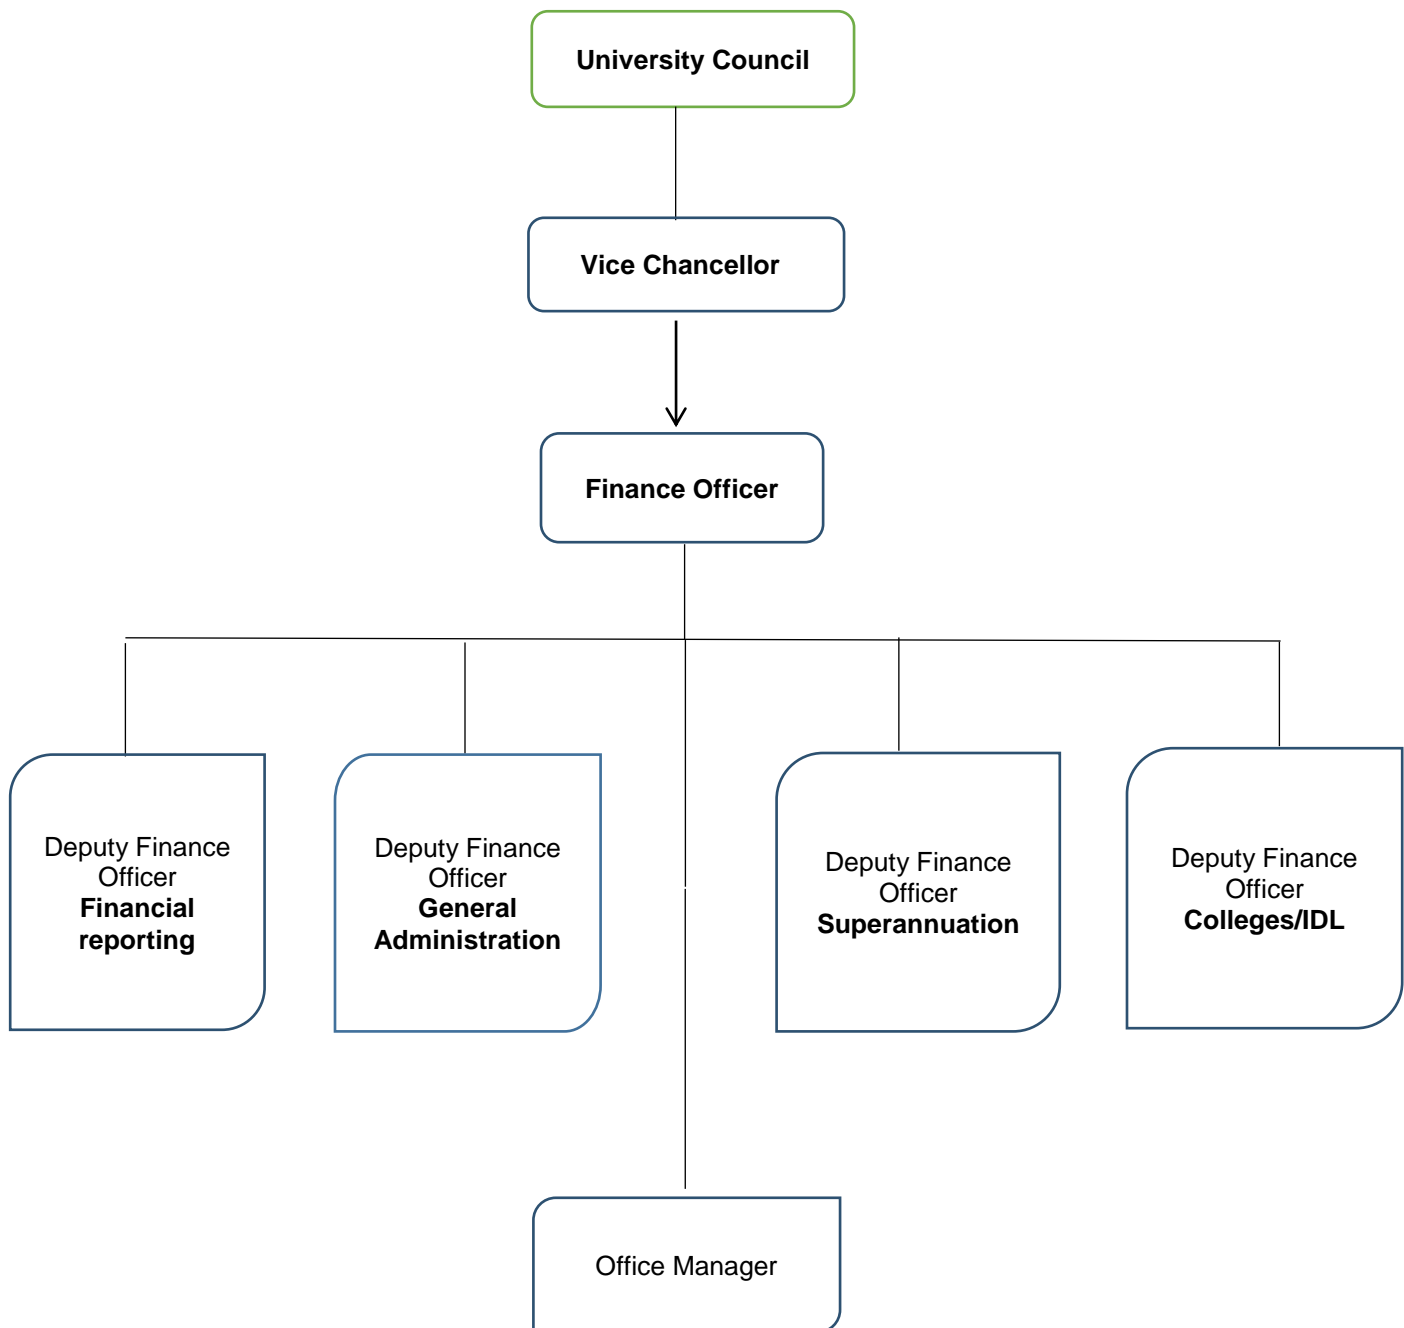 University Council
Vice Chancellor
Finance Officer
Deputy Finance
Officer
Financial
reporting
Deputy Finance
Officer
General
Administration
Deputy Finance
Officer
Superannuation
Deputy Finance
Officer
Colleges/IDL
Office Manager